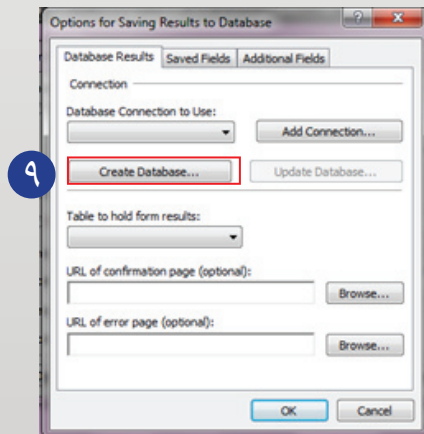 Options for Saving Results to Database
Database Results Saved Fields Additional Fields
Connection
Database Connection to Use:
Add Connection...
٩
Create Database... Update Database...
Table to hold form results:
URL of confirmation page (optional):
Browse...
URL of error page (optional):
Browse...
OK Cancel